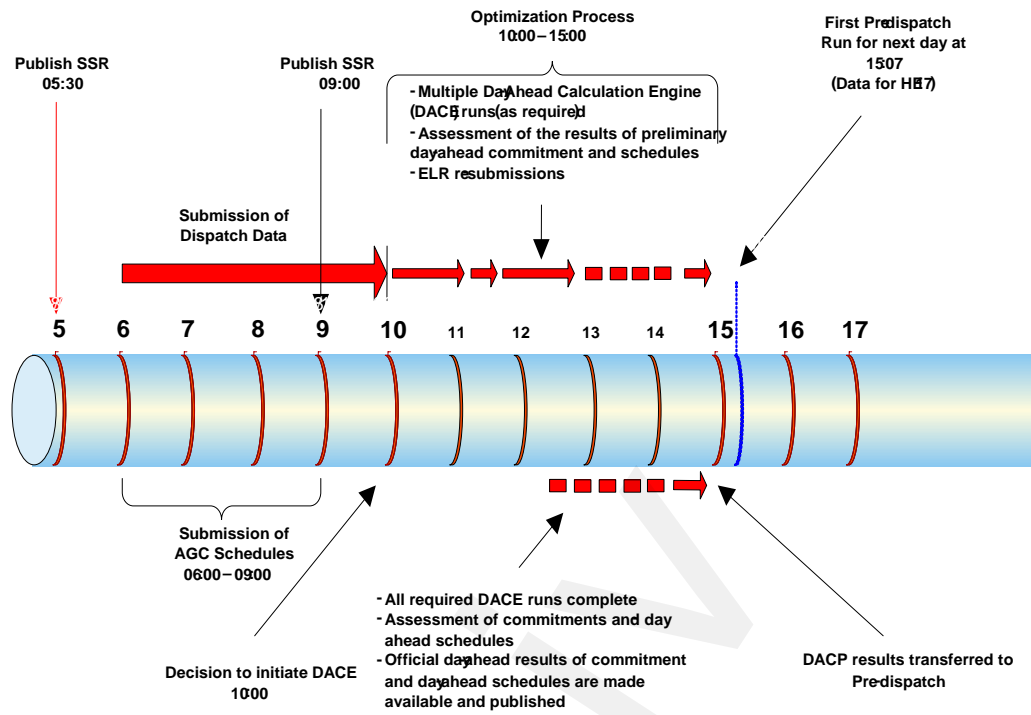 Optimization Process
10:00 – 15:00
First Pre-dispatch
Run for next day at
15:07
(Data for HE17)
Publish SSR
05:30
Publish SSR
09:00
- Multiple Day-Ahead Calculation Engine
(DACE) runs (as required)
- Assessment of the results of preliminary
day-ahead commitment and schedules
- ELR resubmissions
Submission of
Dispatch Data
5 6 7 8 9 10 11 12 13 14 15 16 17
Submission of
AGC Schedules
06:00 – 09:00
- All required DACE runs complete
- Assessment of commitments and day
ahead schedules
- Official day-ahead results of commitment
and day-ahead schedules are made
available and published
Decision to initiate DACE
10:00
DACP results transferred to
Pre-dispatch